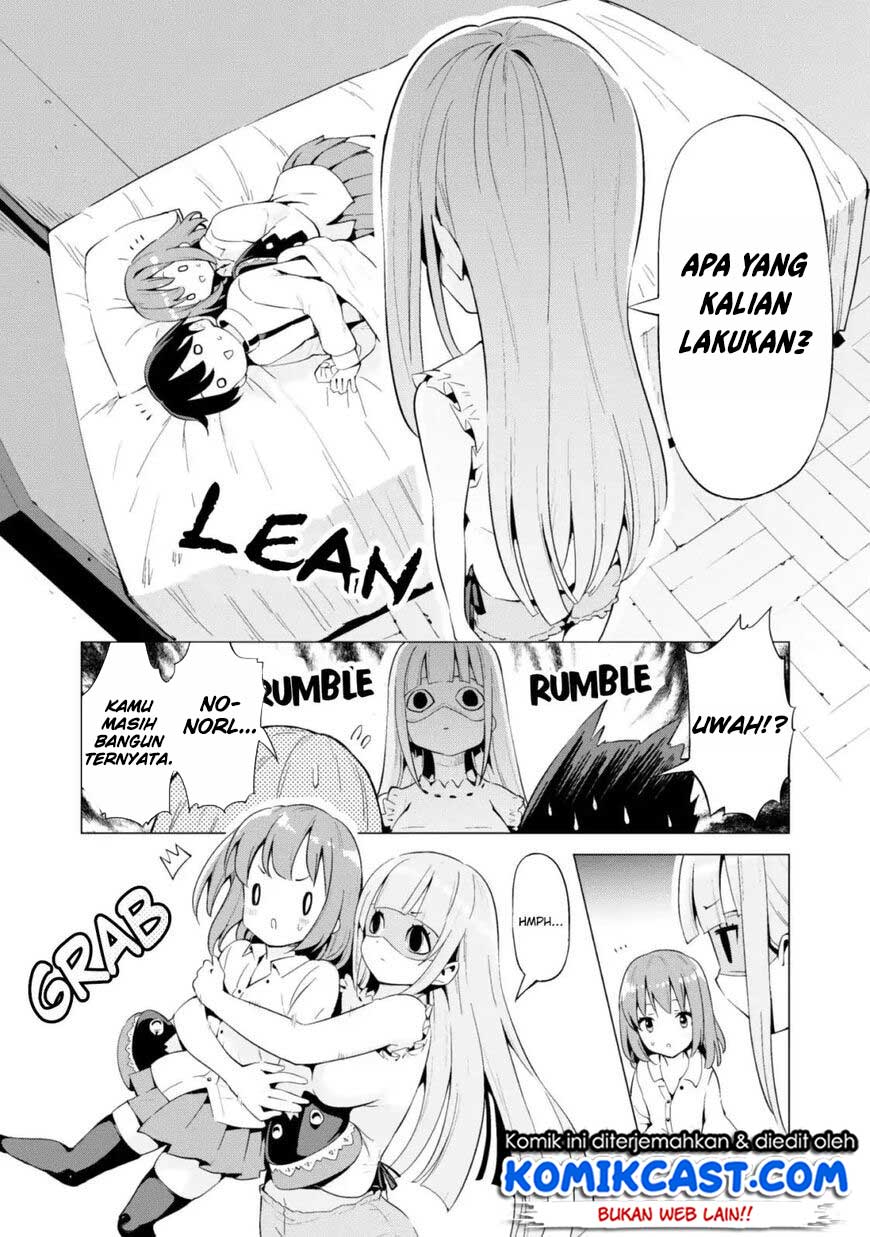 APA YANG
KALIAN
LAKUKAN?
LEAN
UWAH!?
RUMBLE
RUMBLE
NO-
NORL...
KAMU
MASIH
BANGUN
TERNYATA.
HMPH...
GRAB
Komik ini diterjemahkan & diedit oleh
KOMIKCAST.COM
BUKAN WEB LAIN!!